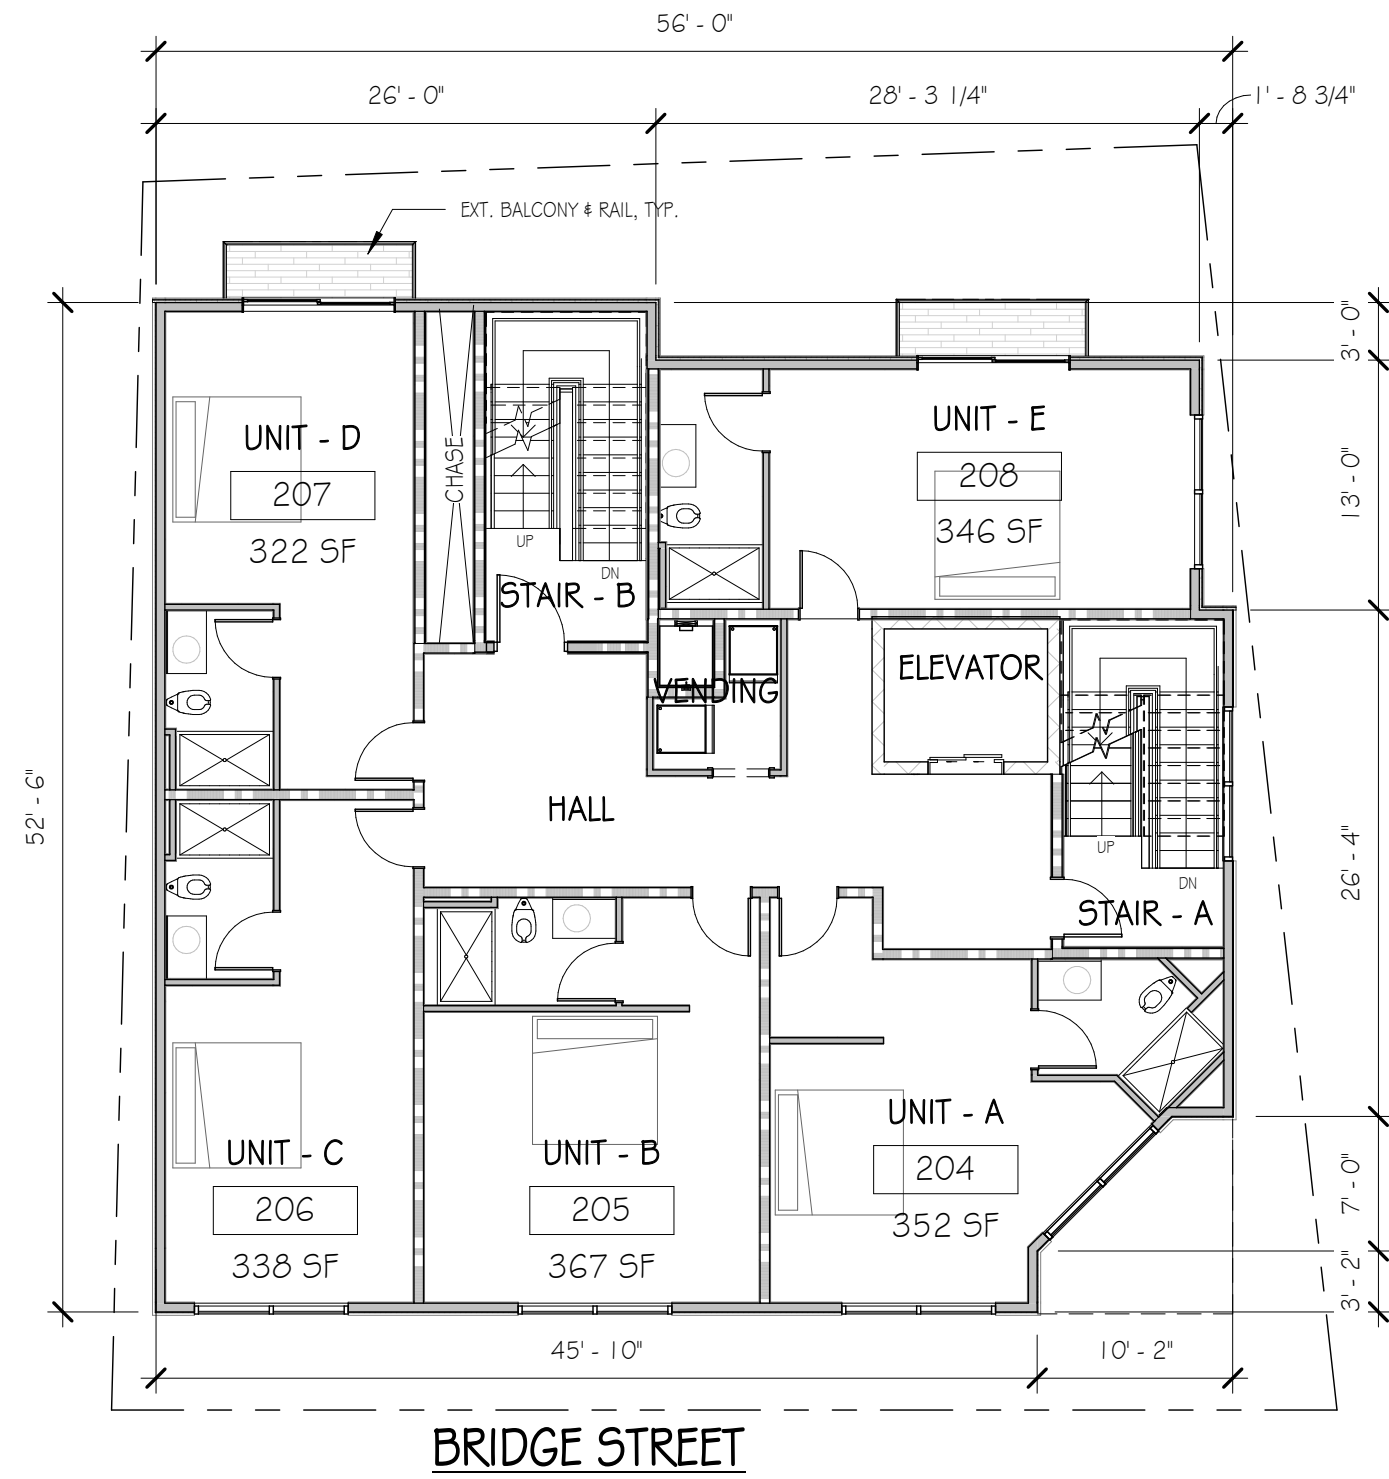 56' - 0"
26' - 0"
28' - 3 1/4"
1' - 8 3/4"
EXT. BALCONY & RAIL, TYP.
3' - 0"
UNIT - D
207
322 SF
CHASE
UP
DN
STAIR - B
UNIT - E
208
346 SF
13' - 0"
VENDING
ELEVATOR
52' - 6"
HALL
UP
DN
STAIR - A
26' - 4"
UNIT - C
206
338 SF
UNIT - B
205
367 SF
UNIT - A
204
352 SF
7' - 0"
3' - 2"
45' - 10"
10' - 2"
BRIDGE STREET